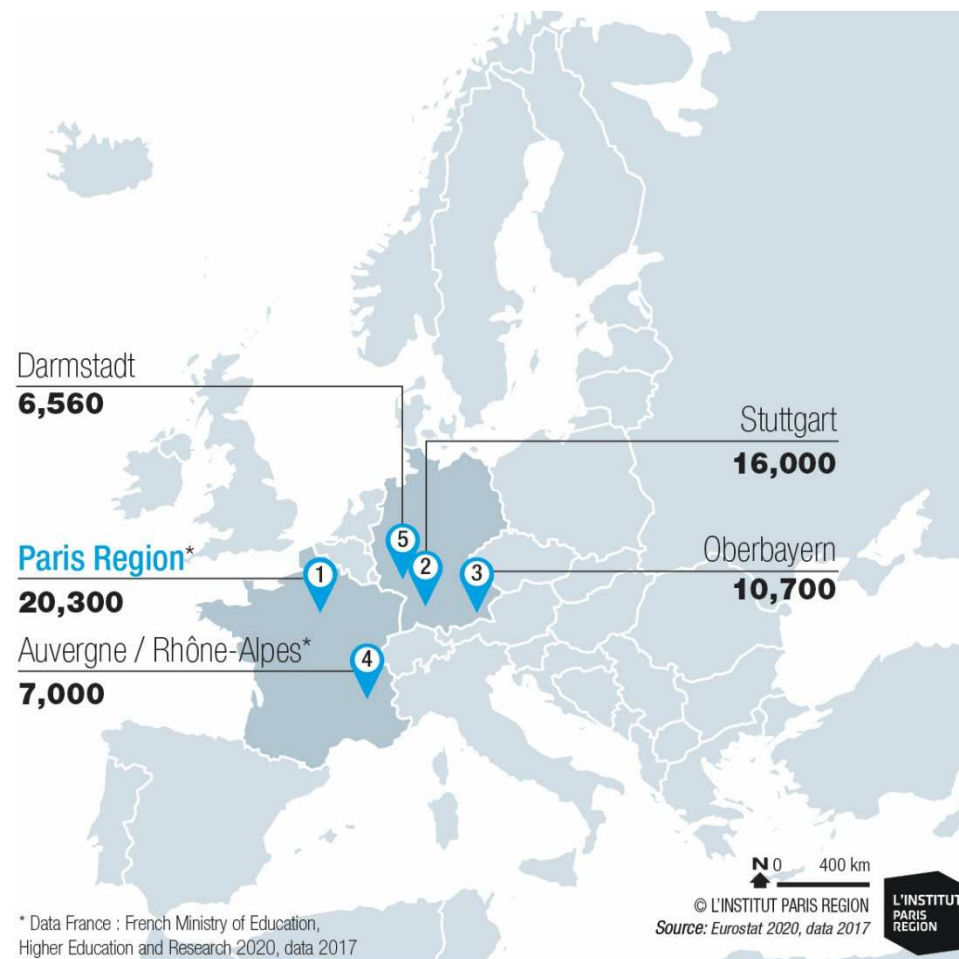 Darmstadt
6,560
Stuttgart
16,000
5
2
Paris Region*
1
3
Oberbayern
20,300
10,700
Auvergne / Rhône-Alpes*
4
7,000
N 0 400 km
© L'INSTITUT PARIS REGION
Source: Eurostat 2020, data 2017
L'INSTITUT
PARIS
REGION
* Data France : French Ministry of Education,
Higher Education and Research 2020, data 2017